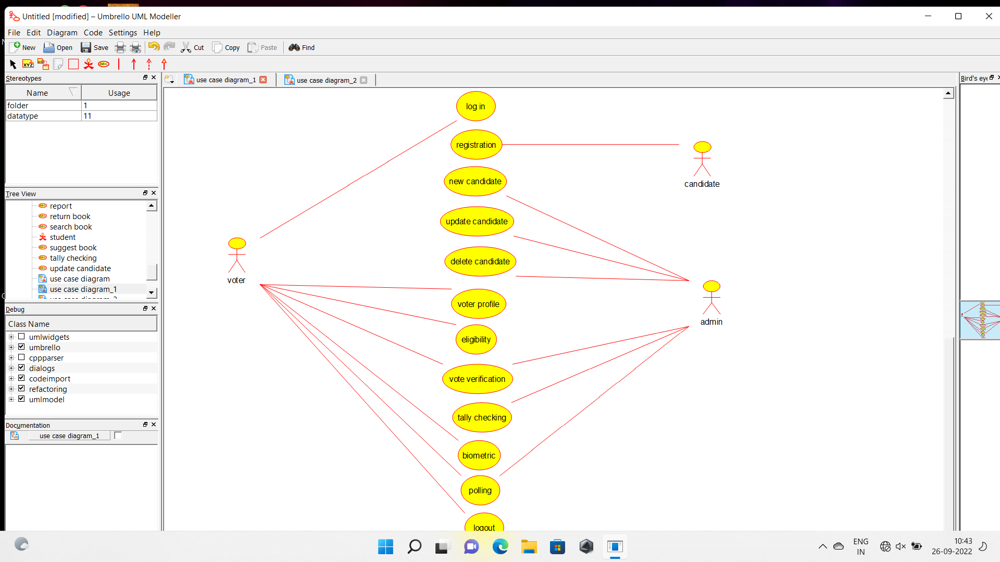 Untitled [modified] – Umbrello UML Modeller
File Edit Diagram Code Settings Help
New Open Save Cut Copy Paste Find
XYZ XYZ ABC
Stereotypes
Name Usage
folder 1
datatype 11
Tree View
report
return book
search book
student
suggest book
tally checking
update candidate
use case diagram
use case diagram_1
Debug
Class Name
umlwidgets
umbrello
cppparser
dialogs
codeimport
refactoring
umlmodel
Documentation
use case diagram_1
use case diagram_1 use case diagram_2
log in
registration
new candidate
candidate
update candidate
delete candidate
voter
voter profile
admin
eligibility
vote verification
tally checking
biometric
polling
logout
Bird's eye
ENG
IN
10:43
26-09-2022